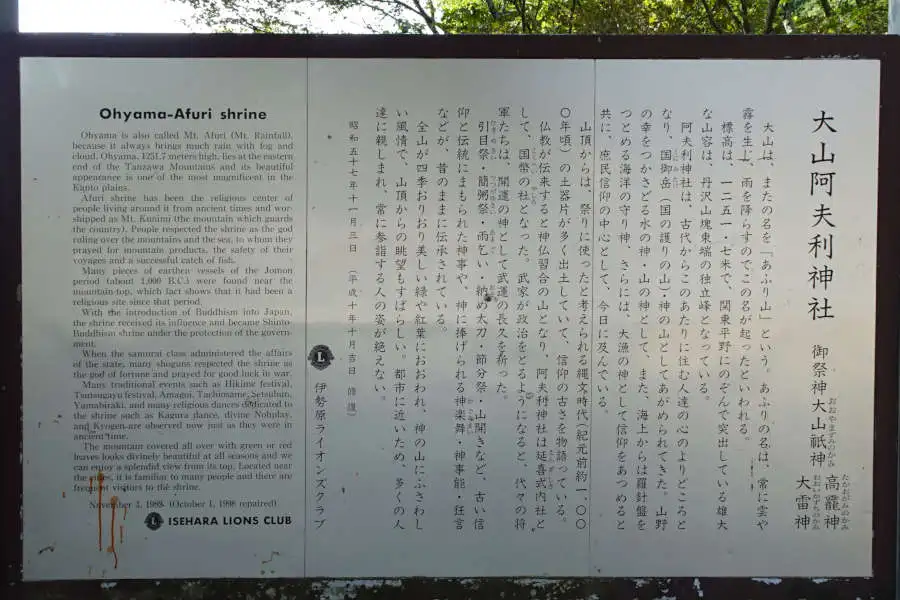 Ohyama-Afuri shrine
Ohyama is also called Mt. Afuri (Mt. Rainfall),
because it always brings much rain with fog and
cloud. Ohyama, 1251.7 meters high, lies at the eastern
end of the Tanzawa Mountains and its beautiful
appearance is one of the most magnificent in the
Kanto plains.
Afuri shrine has been the religious center of
people living around it from ancient times and wor-
shipped as Mt. Kunimi (the mountain which guards
the country). People respected the shrine as the god
ruling over the mountains and the sea, to whom they
prayed for mountain products, the safety of their
voyages and a successful catch of fish.
Many pieces of earthen vessels of the Jomon
period (about 1,000 B.C.) were found near the
mountain-top, which fact shows that it had been a
religious site since that period.
With the introduction of Buddhism into Japan,
the shrine received its influence and became Shinto-
Buddhism shrine under the protection of the govern-
ment.
When the samurai class administered the affairs
of the state, many shoguns respected the shrine as
the god of fortune and prayed for good luck in war.
Many traditional events such as Hikime festival,
Tsutsugayu festival, Amagoi, Tachiosame, Setsubun,
Yamabiraki, and many religious dances dedicated to
the shrine such as Kagura dance, divine Nohplay,
and Kyogen are observed now just as they were in
ancient time.
The mountain covered all over with green or red
leaves looks divinely beautiful at all seasons and we
can enjoy a splendid view from its top. Located near
the cities, it is familiar to many people and there are
frequent visitors to the shrine.
November 3, 1988. (October 1, 1998 repaired)
ISEHARA LIONS CLUB
大山阿夫利神社
御祭神 大山祇神 おおやまずみのかみ
高龗神 たかおがみのかみ
大雷神 おおいかずちのかみ
大山は、またの名を「あふり山」という。あふりの名は、常に雲や
霧を生じ、雨を降らすのでこの名が起ったといわれる。
標高は、一二五一・七米で、関東平野にのぞんで突出している雄大
な山容は、丹沢山塊東端の独立峰となっている。
阿夫利神社は、古代からこのあたりに住む人達の心のよりどころと
なり、国御岳(国の護りの山)・神の山としてあがめられてきた。山野
の幸をつかさどる水の神・山の神として、また、海上からは羅針盤を
つとめる海洋の守り神、さらには、大漁の神として信仰をあつめると
共に、庶民信仰の中心として、今日に及んでいる。
山頂からは、祭りに使ったと考えられる縄文時代(紀元前約一、〇〇
〇年頃)の土器片が多く出土していて、信仰の古さを物語っている。
仏教が伝来すると神仏習合の山となり、阿夫利神社は延喜式内社と
して、国幣の社となった。武家が政治をとるようになると、代々の将
軍たちは、開運の神として武運の長久を祈った。
引目祭・筒粥祭・雨乞い・納め太刀・節分祭・山開きなど、古い信
仰と伝統にまもられた神事や、神に捧げられる神楽舞・神事能・狂言
などが、昔のままに伝承されている。
全山が四季おりおり美しい緑や紅葉におおわれ、神の山にふさわし
い風情で、山頂からの眺望もすばらしい。都市に近いため、多くの人
達に親しまれ、常に参詣する人の姿が絶えない。
昭和五十七年十一月三日 (平成十年十月吉日 修復)
伊勢原ライオンズクラブ